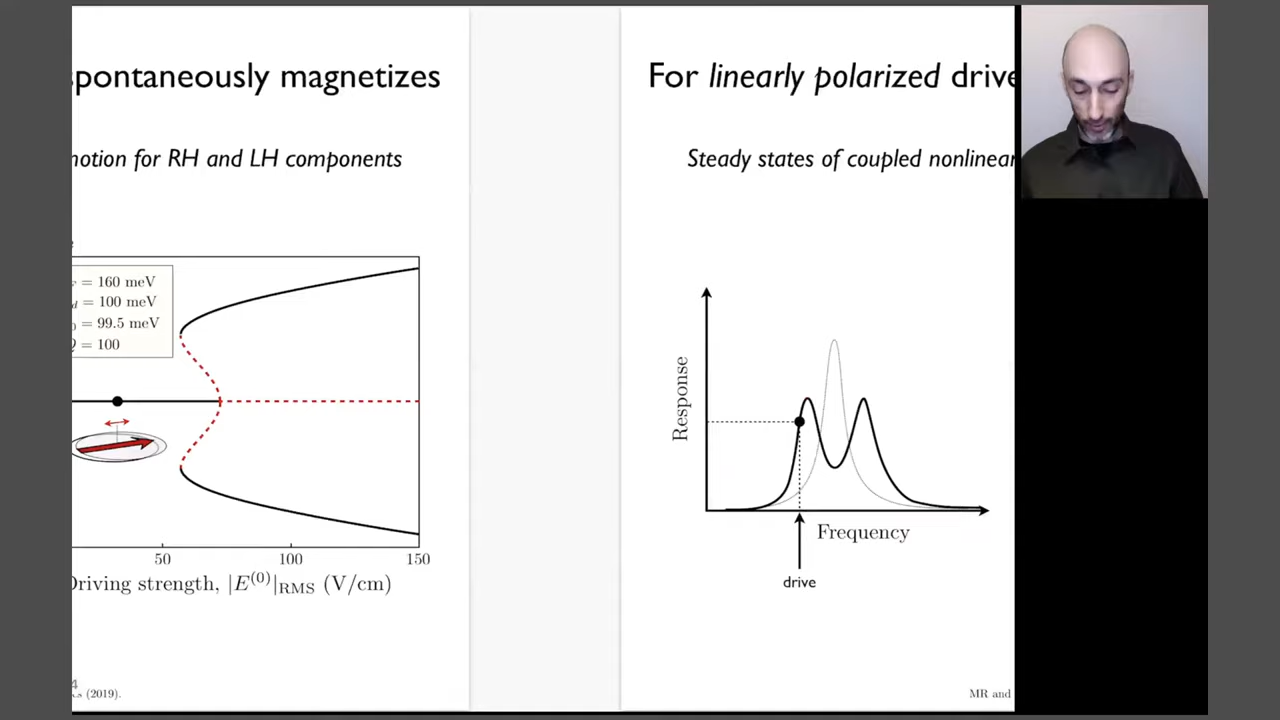 spontaneously magnetizes
motion for RH and LH components
= 160 meV
d = 100 meV
0 = 99.5 meV
= 100
50
100
150
Driving strength, |E^(0)|_RMS (V/cm)
4
(2019).
For linearly polarized drive
Steady states of coupled nonlinear
Response
Frequency
drive
MR and